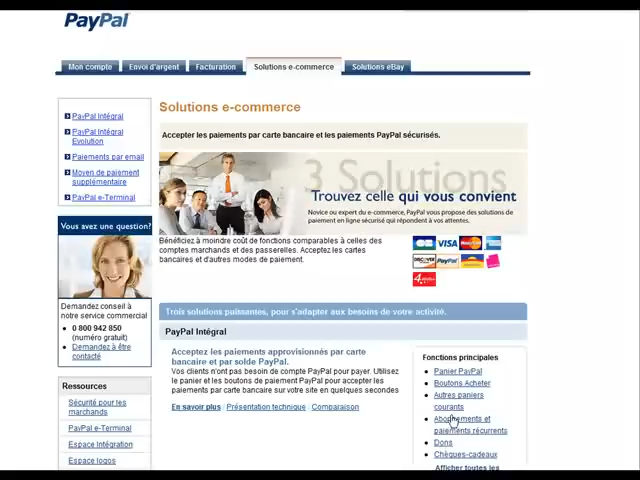 PayPal
Mon compte
Envoi d'argent
Facturation
Solutions e-commerce
Solutions eBay
PayPal Intégral
PayPal Intégral
Evolution
Paiements par email
Moyen de paiement
supplémentaire
PayPal e-Terminal
Vous avez une question?
Demandez conseil à
notre service commercial
0 800 942 850
(numéro gratuit)
Demandez à être
contacté
Ressources
Sécurité pour les
marchands
PayPal e-Terminal
Espace Intégration
Espace logos
Solutions e-commerce
Accepter les paiements par carte bancaire et les paiements PayPal sécurisés.
3 Solutions
Trouvez celle qui vous convient
Novice ou expert du e-commerce, PayPal vous propose des solutions de
paiement en ligne sécurisé qui répondent à vos attentes.
Bénéficiez à moindre coût de fonctions comparables à celles des
comptes marchands et des passerelles. Acceptez les cartes
bancaires et d'autres modes de paiement.
CB VISA
DISCOVER PayPal
Trois solutions puissantes, pour s'adapter aux besoins de votre activité.
PayPal Intégral
Acceptez les paiements approvisionnés par carte
bancaire et par solde PayPal.
Vos clients n'ont pas besoin de compte PayPal pour payer. Utilisez
le panier et les boutons de paiement PayPal pour accepter les
paiements par carte bancaire sur votre site en quelques secondes
En savoir plus / Présentation technique / Comparaison
Fonctions principales
Panier PayPal
Boutons Acheter
Autres paniers
courants
Abonnements et
paiements récurrents
Dons
Chèques-cadeaux
Afficher toutes les